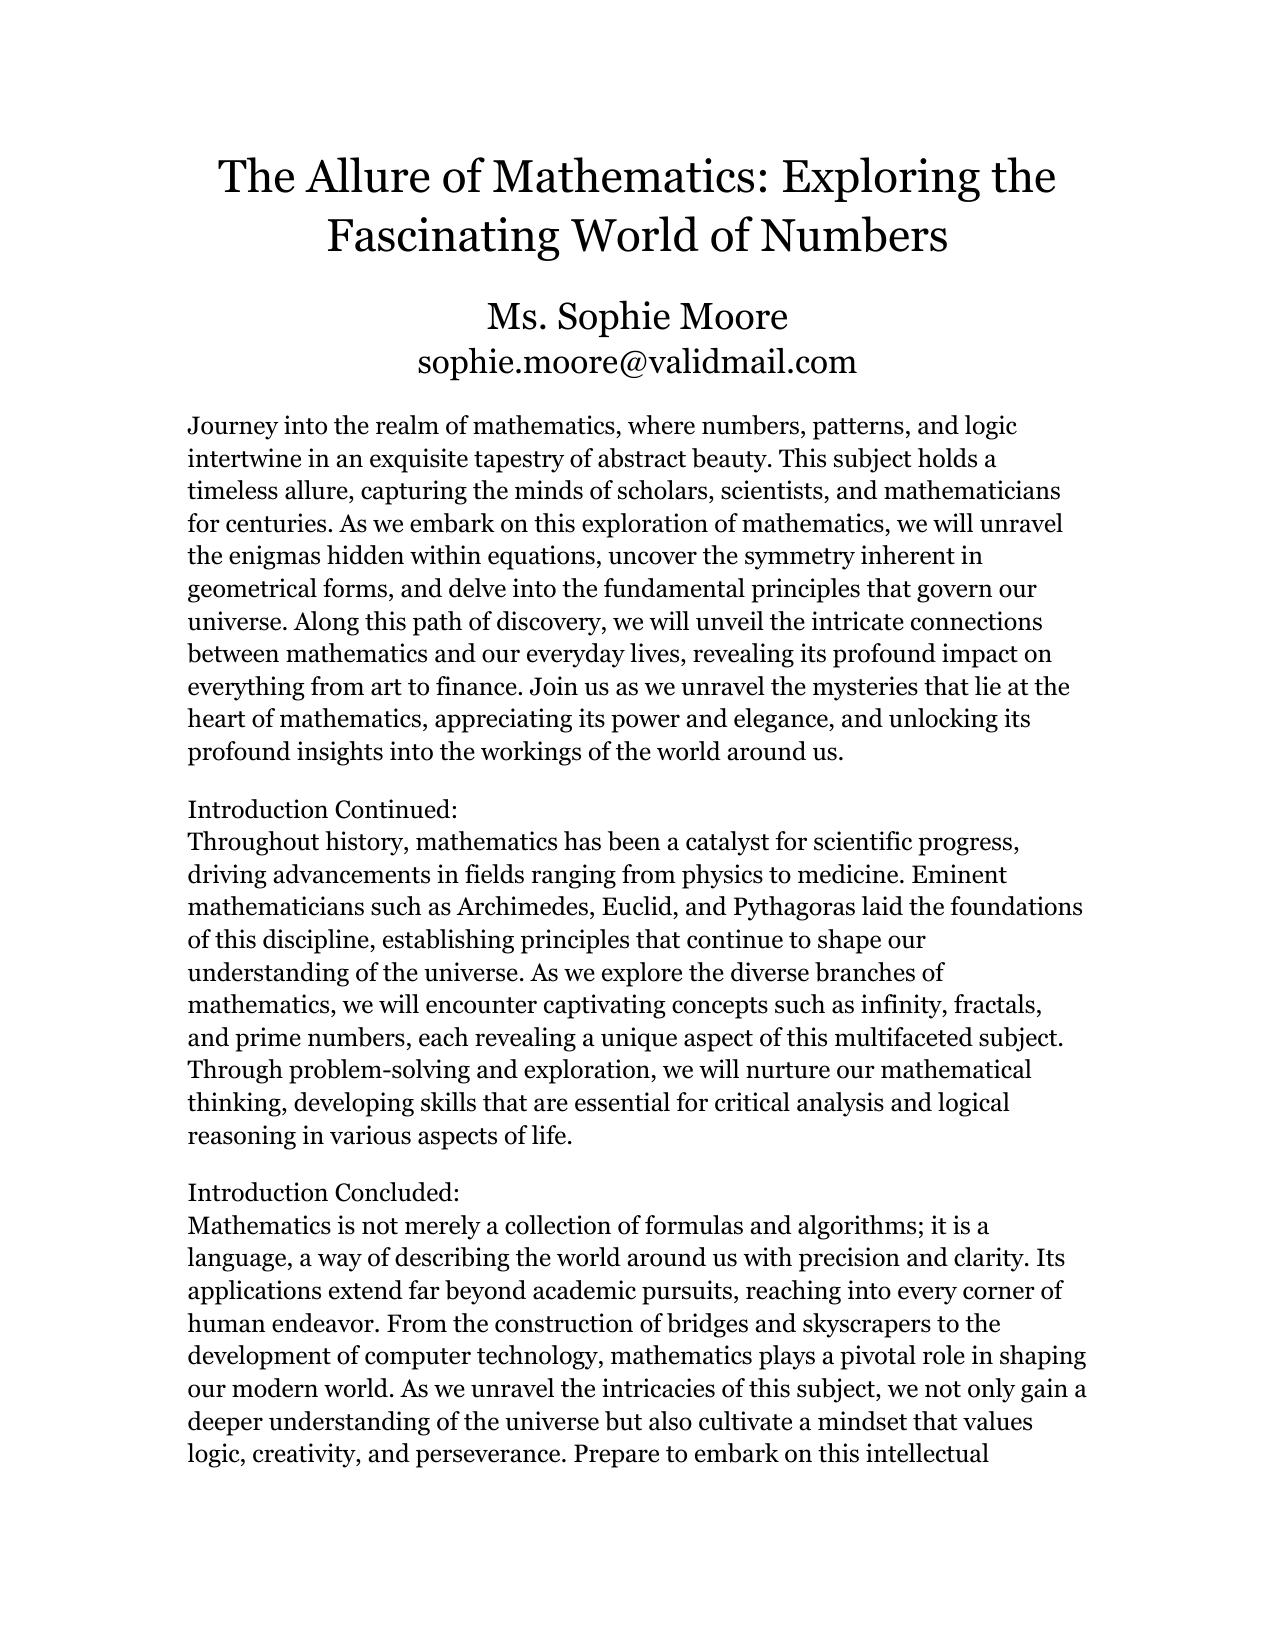 The Allure of Mathematics: Exploring the
Fascinating World of Numbers
Ms. Sophie Moore
sophie.moore@validmail.com
Journey into the realm of mathematics, where numbers, patterns, and logic
intertwine in an exquisite tapestry of abstract beauty. This subject holds a
timeless allure, capturing the minds of scholars, scientists, and mathematicians
for centuries. As we embark on this exploration of mathematics, we will unravel
the enigmas hidden within equations, uncover the symmetry inherent in
geometrical forms, and delve into the fundamental principles that govern our
universe. Along this path of discovery, we will unveil the intricate connections
between mathematics and our everyday lives, revealing its profound impact on
everything from art to finance. Join us as we unravel the mysteries that lie at the
heart of mathematics, appreciating its power and elegance, and unlocking its
profound insights into the workings of the world around us.
Introduction Continued:
Throughout history, mathematics has been a catalyst for scientific progress,
driving advancements in fields ranging from physics to medicine. Eminent
mathematicians such as Archimedes, Euclid, and Pythagoras laid the foundations
of this discipline, establishing principles that continue to shape our
understanding of the universe. As we explore the diverse branches of
mathematics, we will encounter captivating concepts such as infinity, fractals,
and prime numbers, each revealing a unique aspect of this multifaceted subject.
Through problem-solving and exploration, we will nurture our mathematical
thinking, developing skills that are essential for critical analysis and logical
reasoning in various aspects of life.
Introduction Concluded:
Mathematics is not merely a collection of formulas and algorithms; it is a
language, a way of describing the world around us with precision and clarity. Its
applications extend far beyond academic pursuits, reaching into every corner of
human endeavor. From the construction of bridges and skyscrapers to the
development of computer technology, mathematics plays a pivotal role in shaping
our modern world. As we unravel the intricacies of this subject, we not only gain a
deeper understanding of the universe but also cultivate a mindset that values
logic, creativity, and perseverance. Prepare to embark on this intellectual